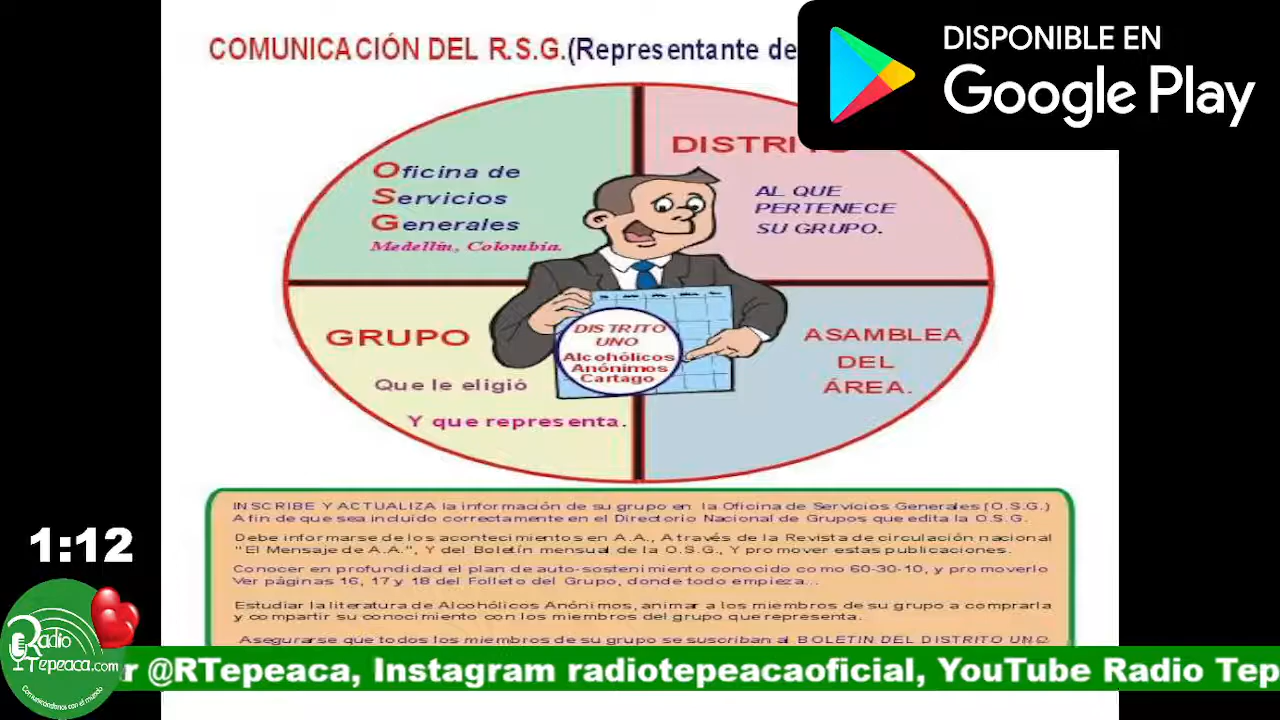 COMUNICACIÓN DEL R.S.G.(Representante de
DISPONIBLE EN
Google Play
Oficina de
Servicios
Generales
Medellín, Colombia.
DISTRITO
AL QUE
PERTENECE
SU GRUPO.
GRUPO
Que le eligió
Y que representa.
DISTRITO
UNO
Alcohólicos
Anónimos
Cartago
ASAMBLEA
DEL
ÁREA.
INSCRIBE Y ACTUALIZA la información de su grupo en la Oficina de Servicios Generales (O.S.G.)
A fin de que sea incluído correctamente en el Directorio Nacional de Grupos que edita la O.S.G.
Debe informarse de los acontecimientos en A.A., A través de la Revista de circulación nacional
"El Mensaje de A.A.", Y del Boletín mensual de la O.S.G., Y promover estas publicaciones.
Conocer en profundidad el plan de auto-sostenimiento conocido como 60-30-10, y promoverlo
Ver páginas 16, 17 y 18 del Folleto del Grupo, donde todo empieza...
Estudiar la literatura de Alcohólicos Anónimos, animar a los miembros de su grupo a comprarla
y compartir su conocimiento con los miembros del grupo que representa.
Asegurarse que todos los miembros de su grupo se suscriban al BOLETIN DEL DISTRITO UNO
1:12
Radio
Tepeaca.com
Comunicandonos con el mundo
r @RTepeaca, Instagram radiotepeacaoficial, YouTube Radio Tep